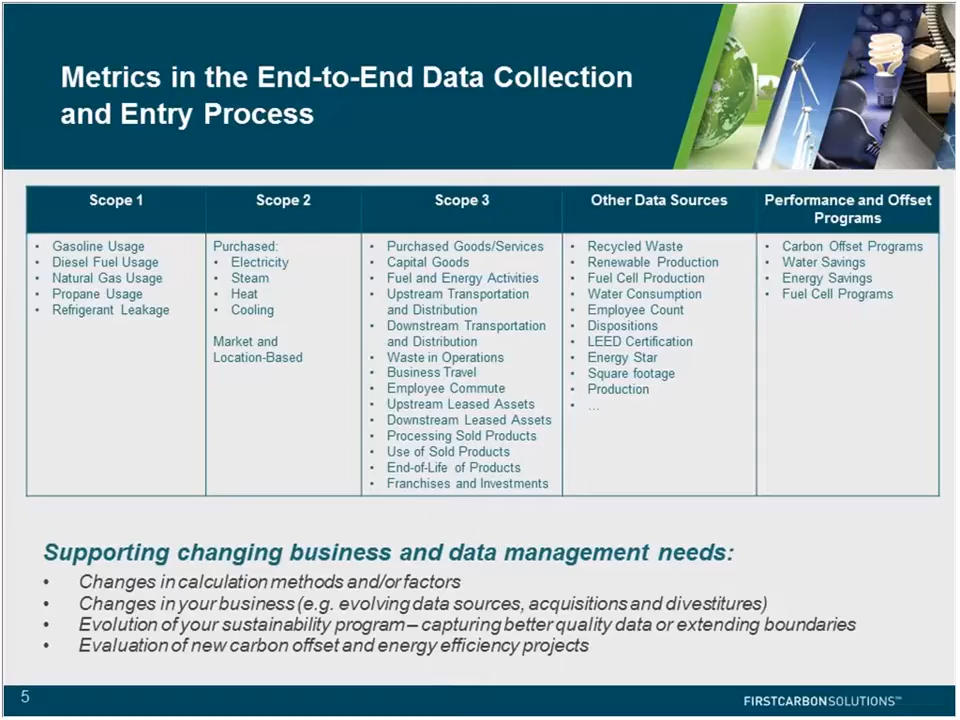 Metrics in the End-to-End Data Collection
and Entry Process
Scope 1
• Gasoline Usage
• Diesel Fuel Usage
• Natural Gas Usage
• Propane Usage
• Refrigerant Leakage
Scope 2
Purchased:
• Electricity
• Steam
• Heat
• Cooling
Market and
Location-Based
Scope 3
• Purchased Goods/Services
• Capital Goods
• Fuel and Energy Activities
• Upstream Transportation
and Distribution
• Downstream Transportation
and Distribution
• Waste in Operations
• Business Travel
• Employee Commute
• Upstream Leased Assets
• Downstream Leased Assets
• Processing Sold Products
• Use of Sold Products
• End-of-Life of Products
• Franchises and Investments
Other Data Sources
• Recycled Waste
• Renewable Production
• Fuel Cell Production
• Water Consumption
• Employee Count
• Dispositions
• LEED Certification
• Energy Star
• Square footage
• Production
• ...
Performance and Offset
Programs
• Carbon Offset Programs
• Water Savings
• Energy Savings
• Fuel Cell Programs
Supporting changing business and data management needs:
• Changes in calculation methods and/or factors
• Changes in your business (e.g. evolving data sources, acquisitions and divestitures)
• Evolution of your sustainability program – capturing better quality data or extending boundaries
• Evaluation of new carbon offset and energy efficiency projects
5
FIRSTCARBONSOLUTIONS™